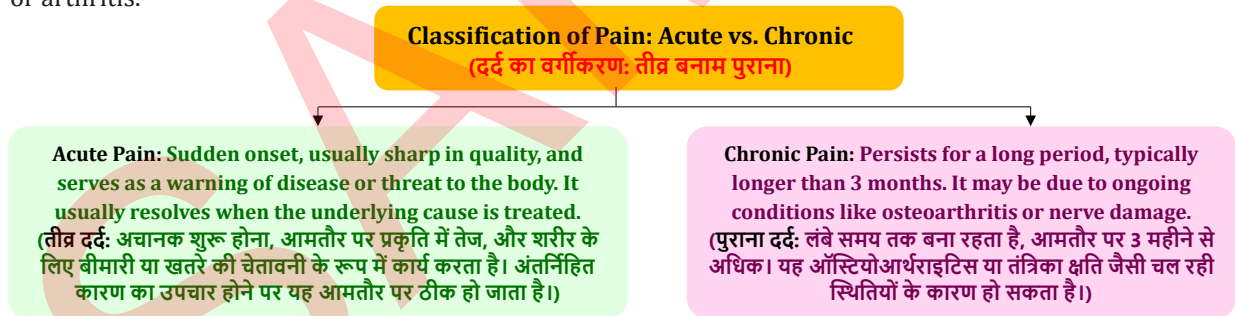 or arthritis.
Classification of Pain: Acute vs. Chronic
(दर्द का वर्गीकरण: तीव्र बनाम पुराना)
Acute Pain: Sudden onset, usually sharp in quality, and
serves as a warning of disease or threat to the body. It
usually resolves when the underlying cause is treated.
(तीव्र दर्द: अचानक शुरू होना, आमतौर पर प्रकृति में तेज, और शरीर के
लिए बीमारी या खतरे की चेतावनी के रूप में कार्य करता है। अंतर्निहित
कारण का उपचार होने पर यह आमतौर पर ठीक हो जाता है।)
Chronic Pain: Persists for a long period, typically
longer than 3 months. It may be due to ongoing
conditions like osteoarthritis or nerve damage.
(पुराना दर्द: लंबे समय तक बना रहता है, आमतौर पर 3 महीने से
अधिक। यह ऑस्टियोआर्थराइटिस या तंत्रिका क्षति जैसी चल रही
स्थितियों के कारण हो सकता है।)